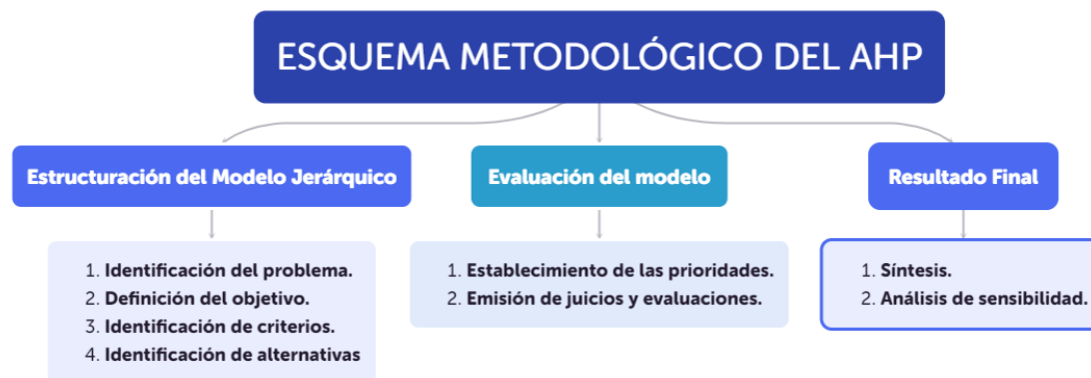 ESQUEMA METODOLÓGICO DEL AHP
Estructuración del Modelo Jerárquico
1. Identificación del problema.
2. Definición del objetivo.
3. Identificación de criterios.
4. Identificación de alternativas
Evaluación del modelo
1. Establecimiento de las prioridades.
2. Emisión de juicios y evaluaciones.
Resultado Final
1. Síntesis.
2. Análisis de sensibilidad.